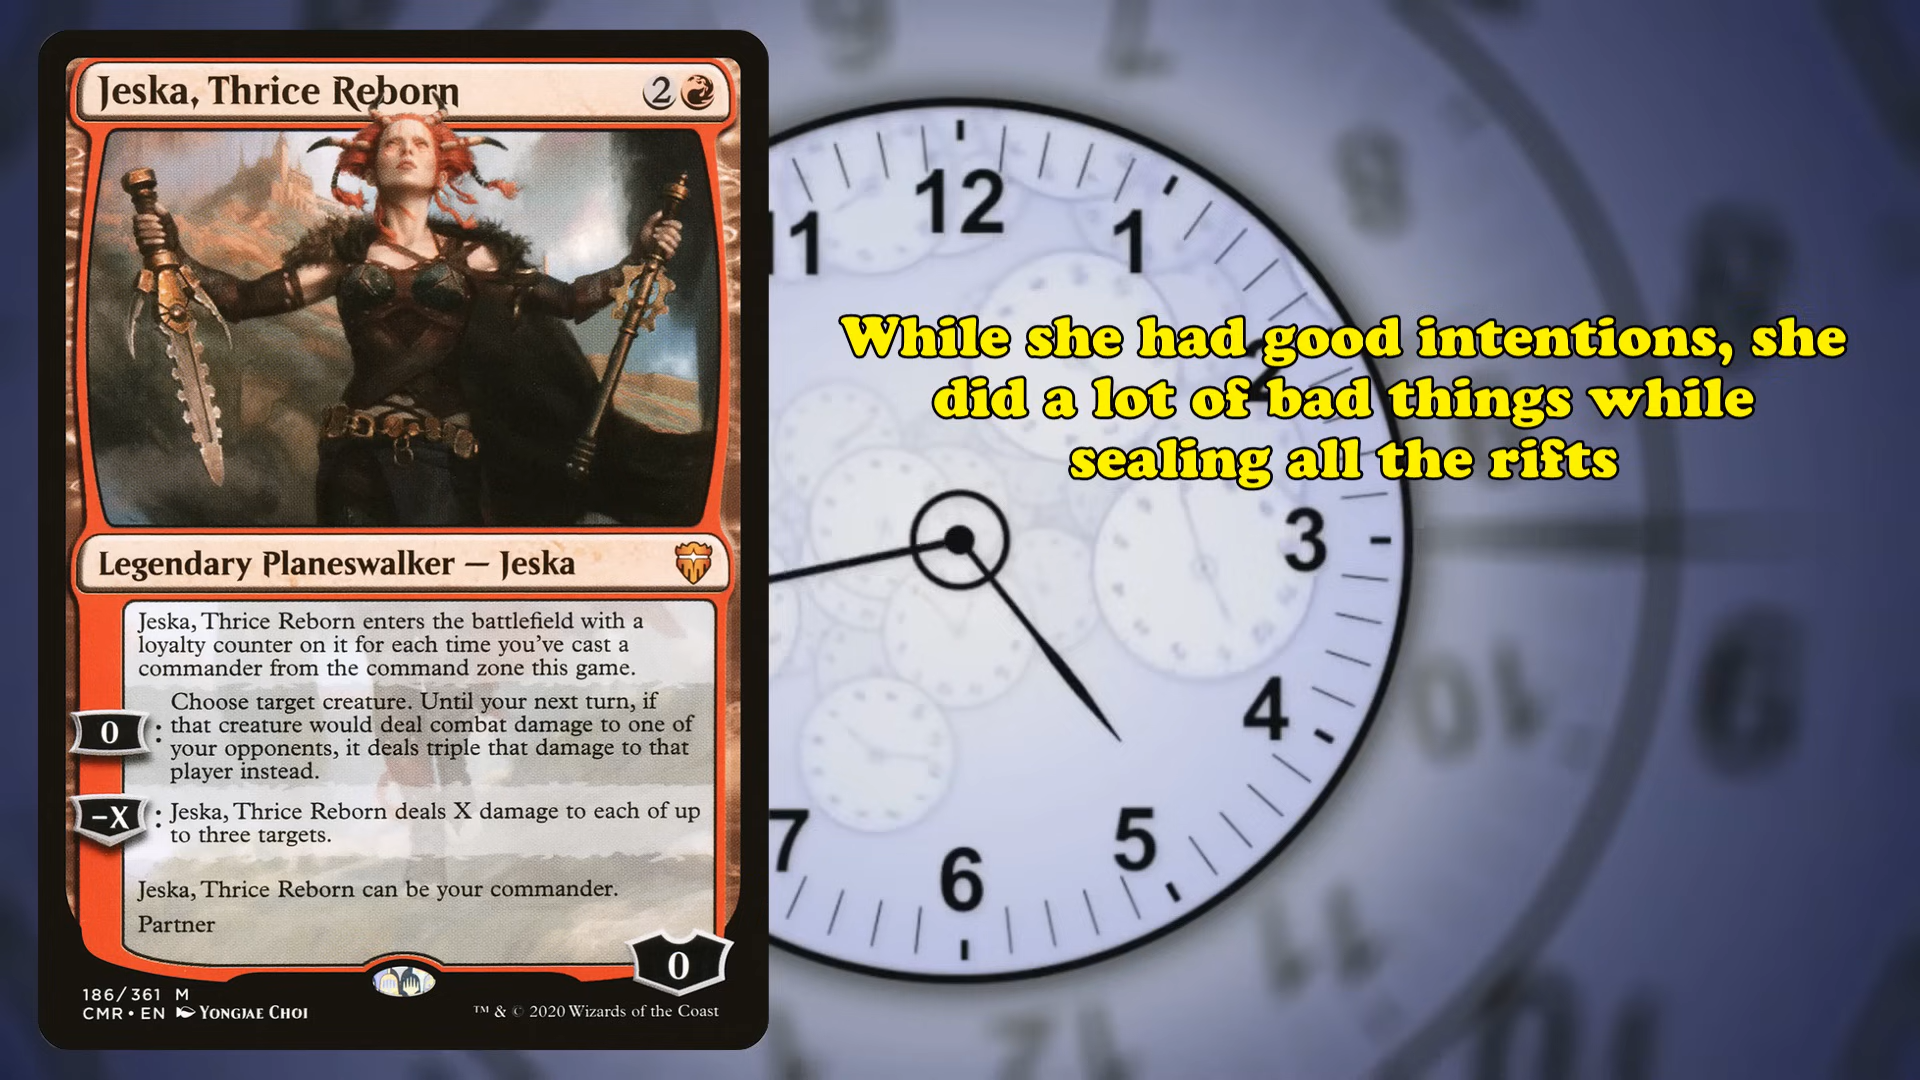 Jeska, Thrice Reborn 2
Legendary Planeswalker — Jeska
Jeska, Thrice Reborn enters the battlefield with a
loyalty counter on it for each time you've cast a
commander from the command zone this game.
0 : Choose target creature. Until your next turn, if
that creature would deal combat damage to one of
your opponents, it deals triple that damage to that
player instead.
−X : Jeska, Thrice Reborn deals X damage to each of up
to three targets.
Jeska, Thrice Reborn can be your commander.
Partner
0
186/361 M
CMR • EN YONGJAE CHOI
™ & © 2020 Wizards of the Coast
While she had good intentions, she
did a lot of bad things while
sealing all the rifts
11
12
1
2
3
4
5
6
7